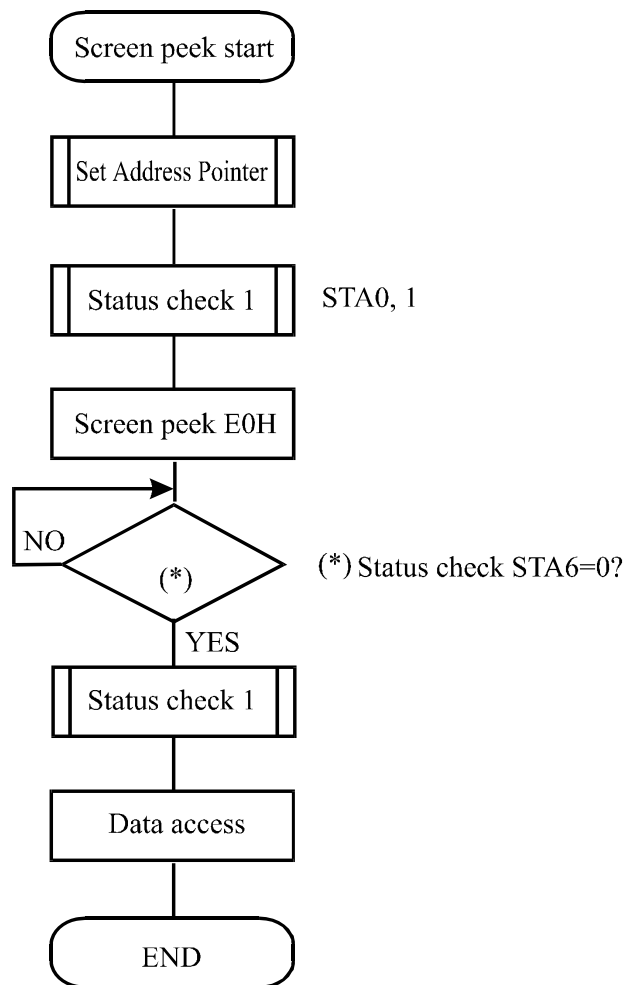 Screen peek start
Set Address Pointer
Status check 1
STA0, 1
Screen peek E0H
NO
(*)
(*) Status check STA6=0?
YES
Status check 1
Data access
END